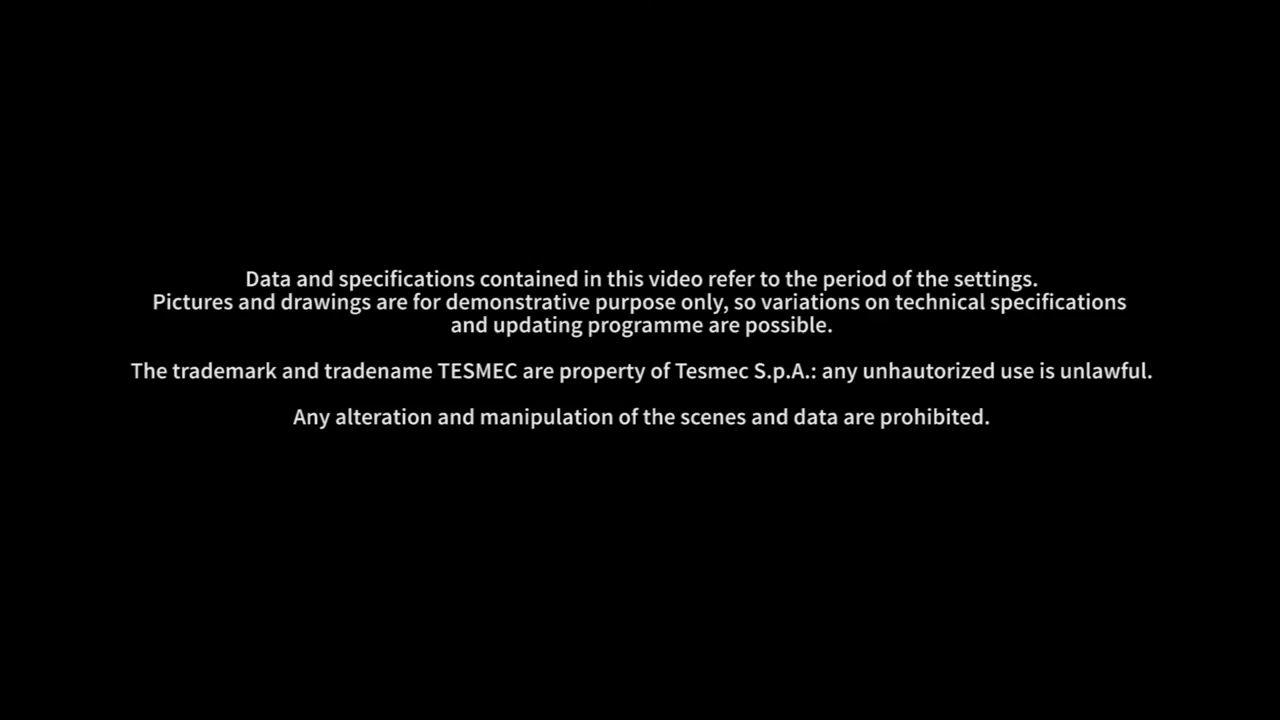 Data and specifications contained in this video refer to the period of the settings.
Pictures and drawings are for demonstrative purpose only, so variations on technical specifications
and updating programme are possible.
The trademark and tradename TESMEC are property of Tesmec S.p.A.: any unhautorized use is unlawful.
Any alteration and manipulation of the scenes and data are prohibited.